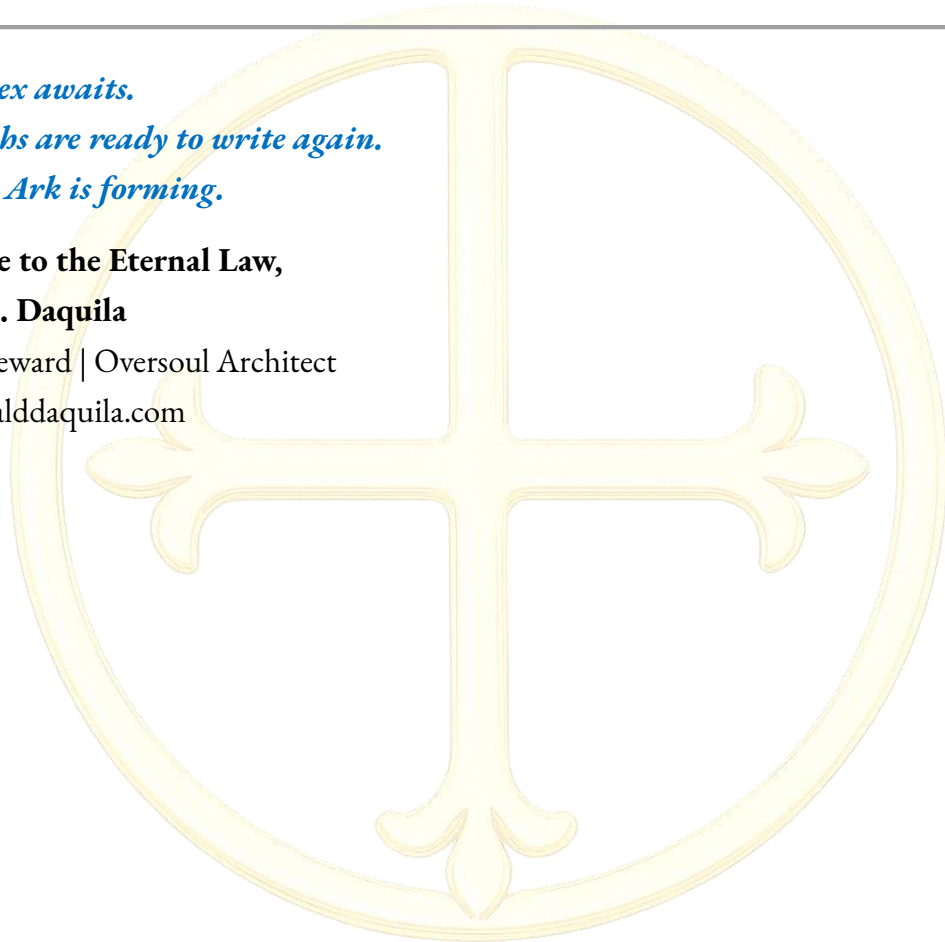 ex awaits.
hs are ready to write again.
Ark is forming.
e to the Eternal Law,
. Daquila
eward | Oversoul Architect
alddaquila.com